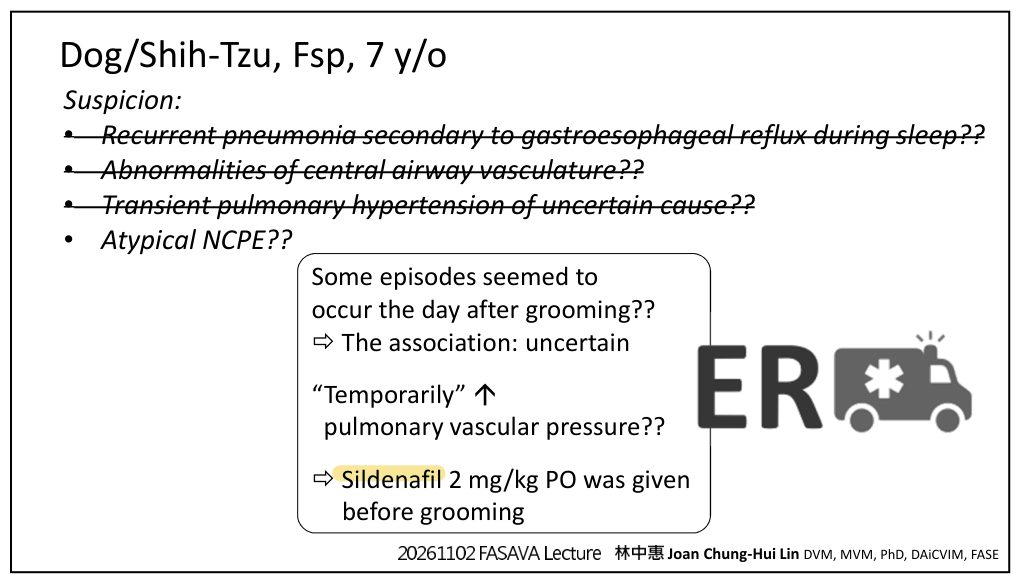 Dog/Shih-Tzu, Fsp, 7 y/o
Suspicion:
• Recurrent pneumonia secondary to gastroesophageal reflux during sleep??
• Abnormalities of central airway vasculature??
• Transient pulmonary hypertension of uncertain cause??
• Atypical NCPE??
Some episodes seemed to
occur the day after grooming??
⇨ The association: uncertain
“Temporarily” ↑
pulmonary vascular pressure??
⇨ Sildenafil 2 mg/kg PO was given
before grooming
ER
20261102 FASAVA Lecture 林中惠 Joan Chung-Hui Lin DVM, MVM, PhD, DAiCVIM, FASE